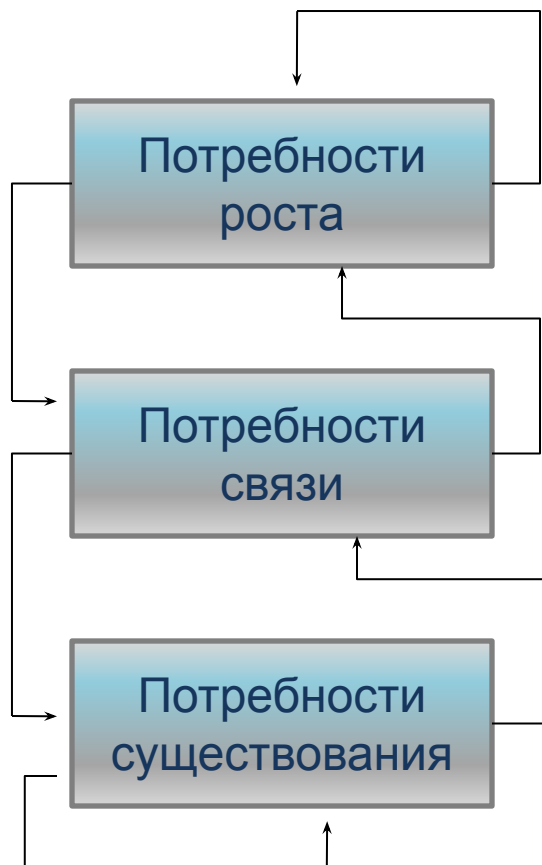 Потребности
роста
Потребности
связи
Потребности
существования